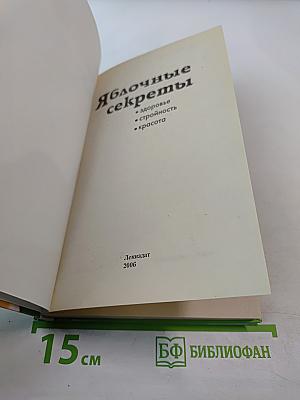 Яблочные
секреты
• здоровье
• стройность
• красота
Лениздат
2006
15 см
БФ БИБЛИОФАН